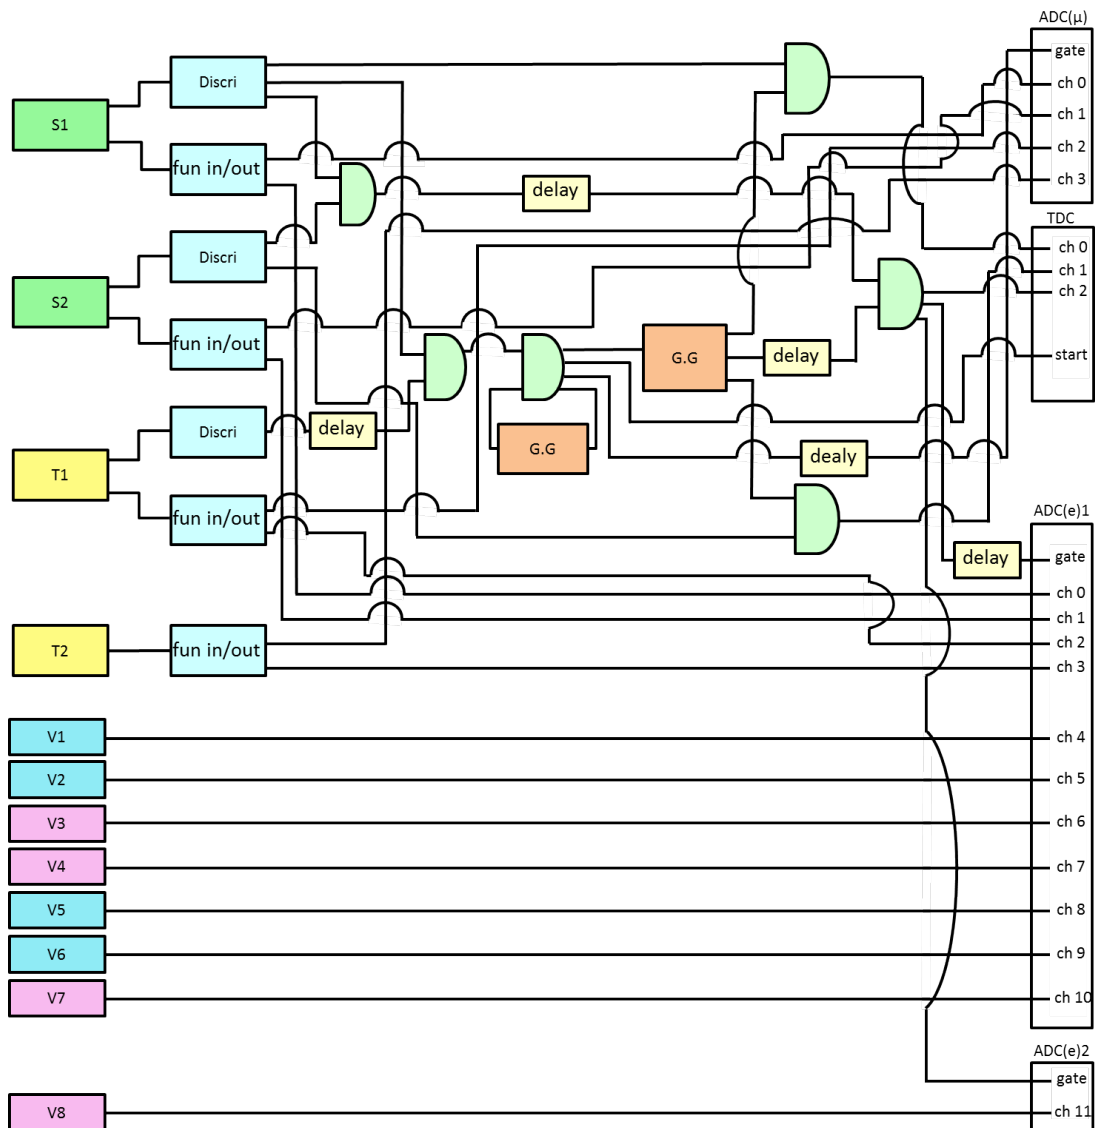 ADC(μ)
gate
Discri
ch 0
S1
ch 1
ch 2
fun in/out
ch 3
delay
TDC
Discri
ch 0
ch 1
ch 2
S2
fun in/out
G.G
delay
start
Discri
delay
G.G
dealy
T1
ADC(e)1
fun in/out
delay
gate
ch 0
ch 1
T2
fun in/out
ch 2
ch 3
V1
ch 4
V2
ch 5
V3
ch 6
V4
ch 7
V5
ch 8
V6
ch 9
V7
ch 10
ADC(e)2
gate
V8
ch 11